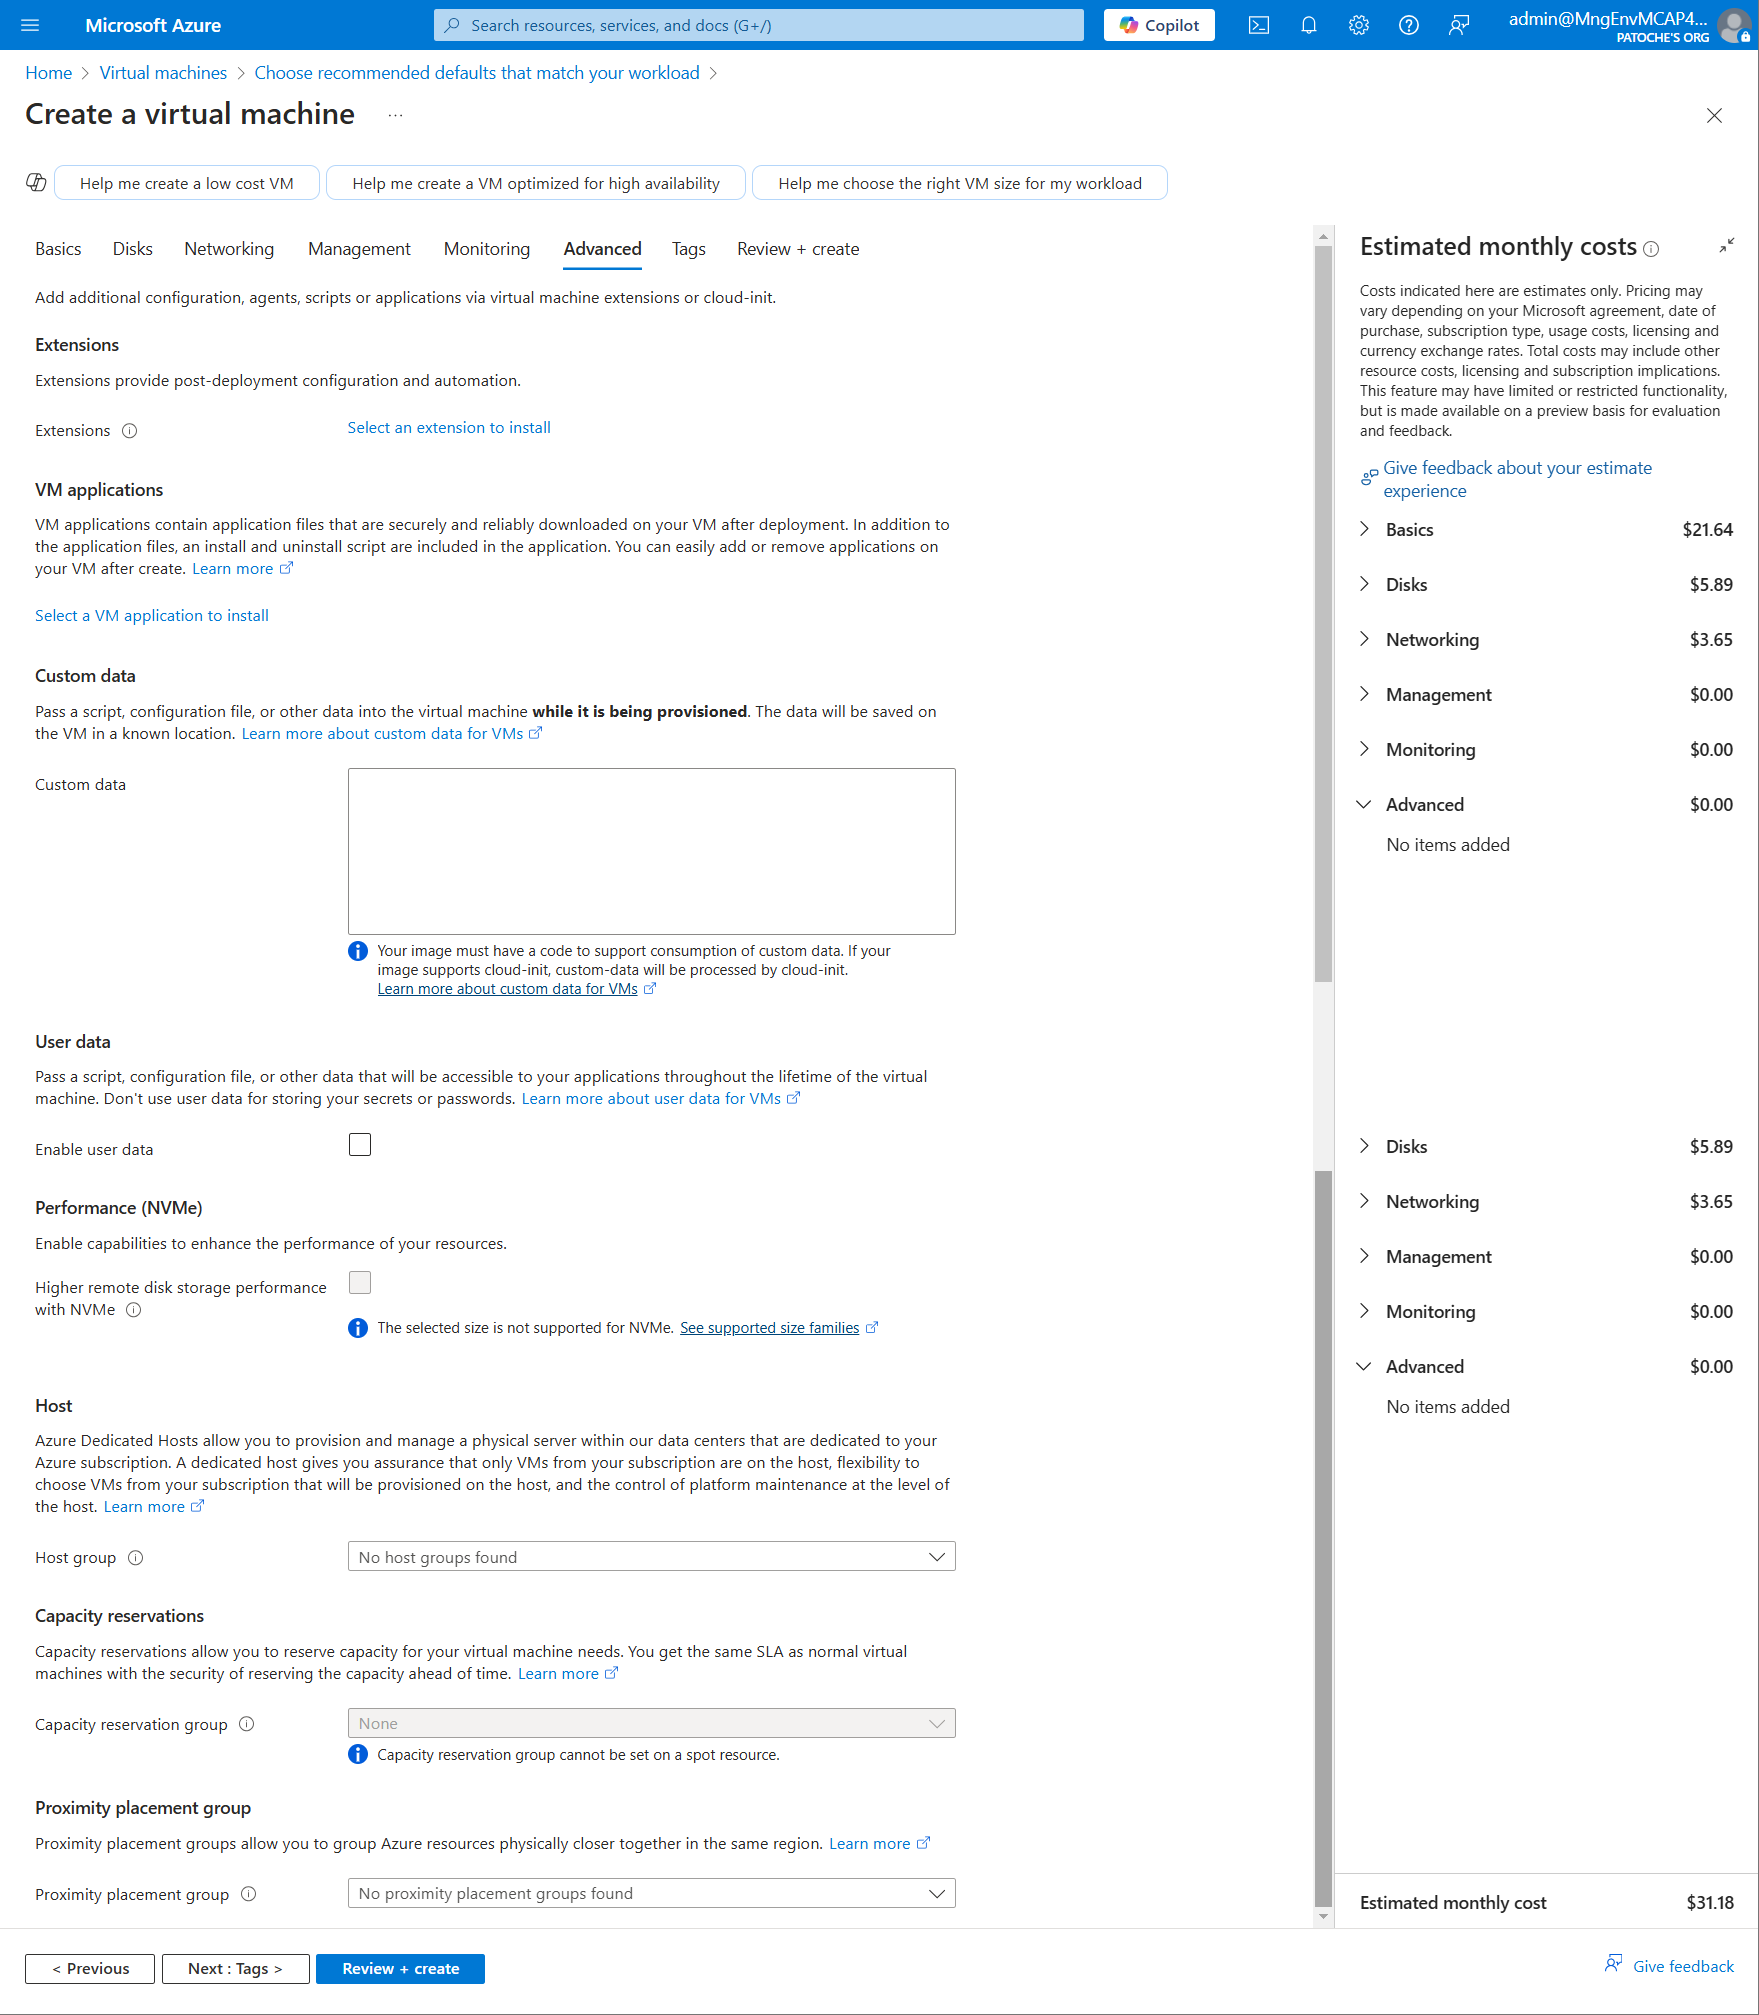 Microsoft Azure
Search resources, services, and docs (G+/)
Copilot
admin@MngEnvMCAP4...
PATOCHE'S ORG
Home > Virtual machines > Choose recommended defaults that match your workload >
Create a virtual machine ...
Help me create a low cost VM
Help me create a VM optimized for high availability
Help me choose the right VM size for my workload
Basics Disks Networking Management Monitoring Advanced Tags Review + create
Add additional configuration, agents, scripts or applications via virtual machine extensions or cloud-init.
Extensions
Extensions provide post-deployment configuration and automation.
Extensions Select an extension to install
VM applications
VM applications contain application files that are securely and reliably downloaded on your VM after deployment. In addition to
the application files, an install and uninstall script are included in the application. You can easily add or remove applications on
your VM after create. Learn more
Select a VM application to install
Custom data
Pass a script, configuration file, or other data into the virtual machine while it is being provisioned. The data will be saved on
the VM in a known location. Learn more about custom data for VMs
Custom data
Your image must have a code to support consumption of custom data. If your
image supports cloud-init, custom-data will be processed by cloud-init.
Learn more about custom data for VMs
User data
Pass a script, configuration file, or other data that will be accessible to your applications throughout the lifetime of the virtual
machine. Don't use user data for storing your secrets or passwords. Learn more about user data for VMs
Enable user data
Performance (NVMe)
Enable capabilities to enhance the performance of your resources.
Higher remote disk storage performance
with NVMe
The selected size is not supported for NVMe. See supported size families
Host
Azure Dedicated Hosts allow you to provision and manage a physical server within our data centers that are dedicated to your
Azure subscription. A dedicated host gives you assurance that only VMs from your subscription are on the host, flexibility to
choose VMs from your subscription that will be provisioned on the host, and the control of platform maintenance at the level of
the host. Learn more
Host group No host groups found
Capacity reservations
Capacity reservations allow you to reserve capacity for your virtual machine needs. You get the same SLA as normal virtual
machines with the security of reserving the capacity ahead of time. Learn more
Capacity reservation group None
Capacity reservation group cannot be set on a spot resource.
Proximity placement group
Proximity placement groups allow you to group Azure resources physically closer together in the same region. Learn more
Proximity placement group No proximity placement groups found
Estimated monthly costs
Costs indicated here are estimates only. Pricing may
vary depending on your Microsoft agreement, date of
purchase, subscription type, usage costs, licensing and
currency exchange rates. Total costs may include other
resource costs, licensing and subscription implications.
This feature may have limited or restricted functionality,
but is made available on a preview basis for evaluation
and feedback.
Give feedback about your estimate
experience
Basics $21.64
Disks $5.89
Networking $3.65
Management $0.00
Monitoring $0.00
Advanced $0.00
No items added
Disks $5.89
Networking $3.65
Management $0.00
Monitoring $0.00
Advanced $0.00
No items added
Estimated monthly cost $31.18
< Previous
Next : Tags >
Review + create
Give feedback